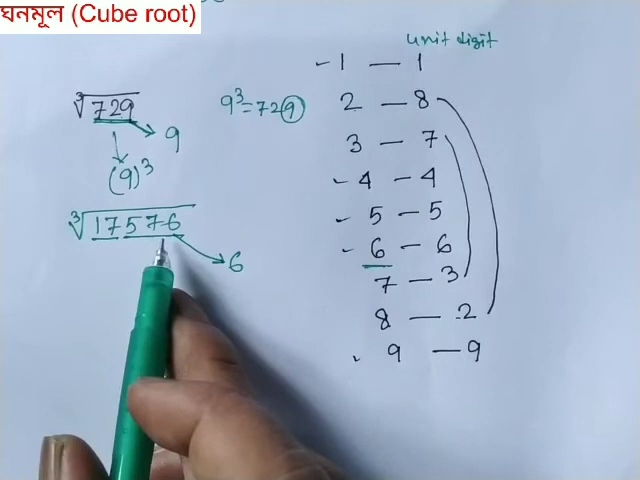 ঘনমূল (Cube root)
unit digit
∛729 → 9
(9)³
9³=729
∛17576 → 6
1 — 1
2 — 8
3 — 7
4 — 4
5 — 5
6 — 6
7 — 3
8 — 2
9 — 9